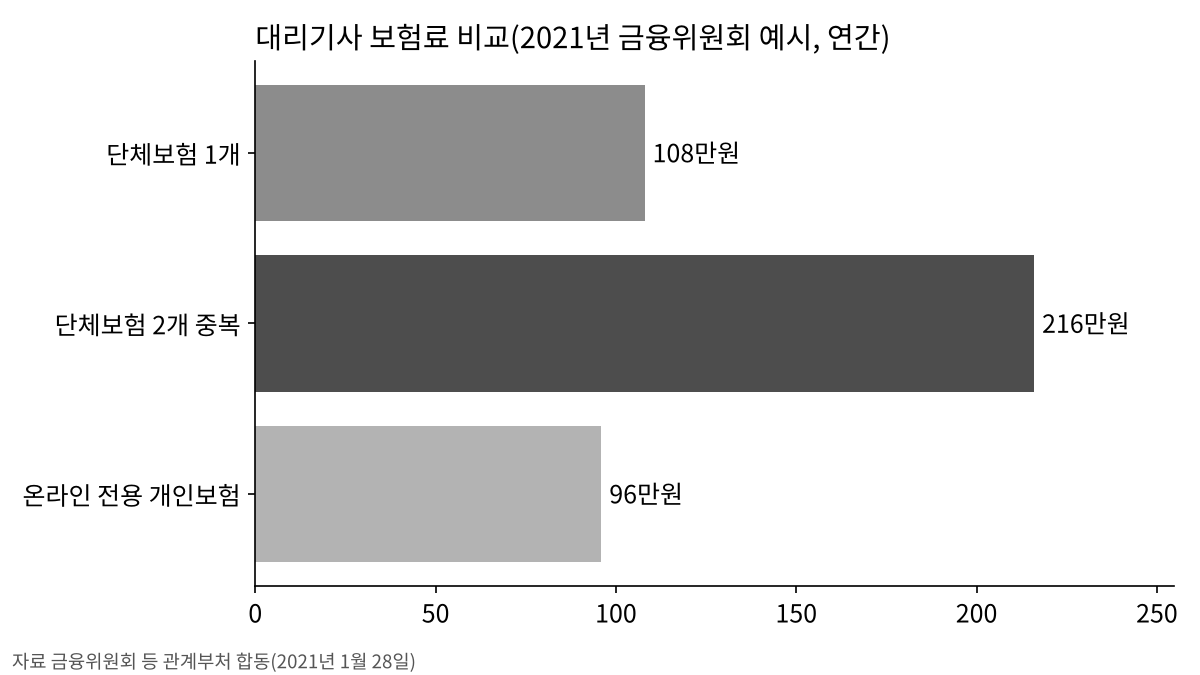 대리기사 보험료 비교(2021년 금융위원회 예시, 연간)
단체보험 1개
108만원
단체보험 2개 중복
216만원
온라인 전용 개인보험
96만원
0 50 100 150 200 250
자료 금융위원회 등 관계부처 합동(2021년 1월 28일)